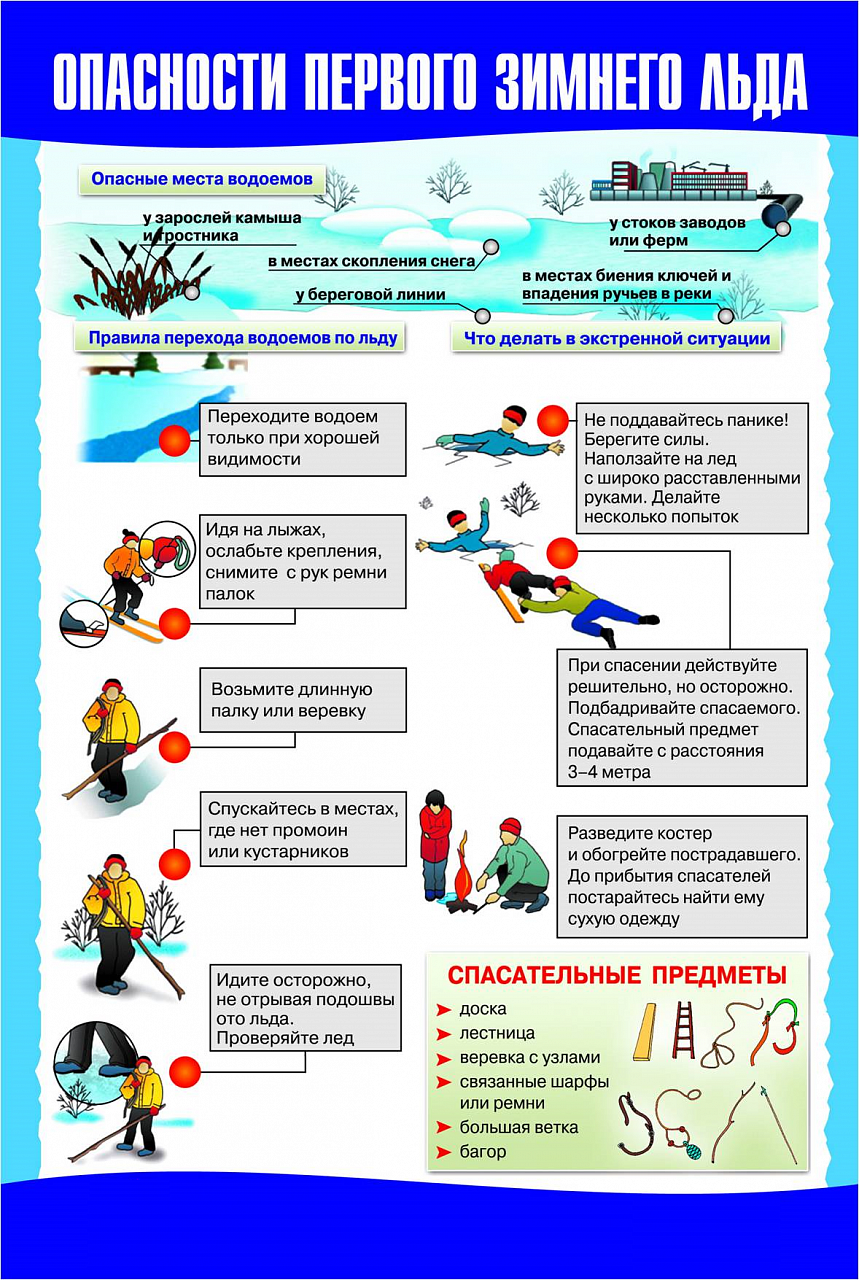 ОПАСНОСТИ ПЕРВОГО ЗИМНЕГО ЛЬДА
Опасные места водоемов
у зарослей камыша
и тростника
в местах скопления снега
у береговой линии
у стоков заводов
или ферм
в местах биения ключей и
впадения ручьев в реки
Правила перехода водоемов по льду
Переходите водоем
только при хорошей
видимости
Идя на лыжах,
ослабьте крепления,
снимите с рук ремни
палок
Возьмите длинную
палку или веревку
Спускайтесь в местах,
где нет промоин
или кустарников
Идите осторожно,
не отрывая подошвы
ото льда.
Проверяйте лед
Что делать в экстренной ситуации
Не поддавайтесь панике!
Берегите силы.
Наползайте на лед
с широко расставленными
руками. Делайте
несколько попыток
При спасении действуйте
решительно, но осторожно.
Подбадривайте спасаемого.
Спасательный предмет
подавайте с расстояния
3–4 метра
Разведите костер
и обогрейте пострадавшего.
До прибытия спасателей
постарайтесь найти ему
сухую одежду
СПАСАТЕЛЬНЫЕ ПРЕДМЕТЫ
доска
лестница
веревка с узлами
связанные шарфы
или ремни
большая ветка
багор